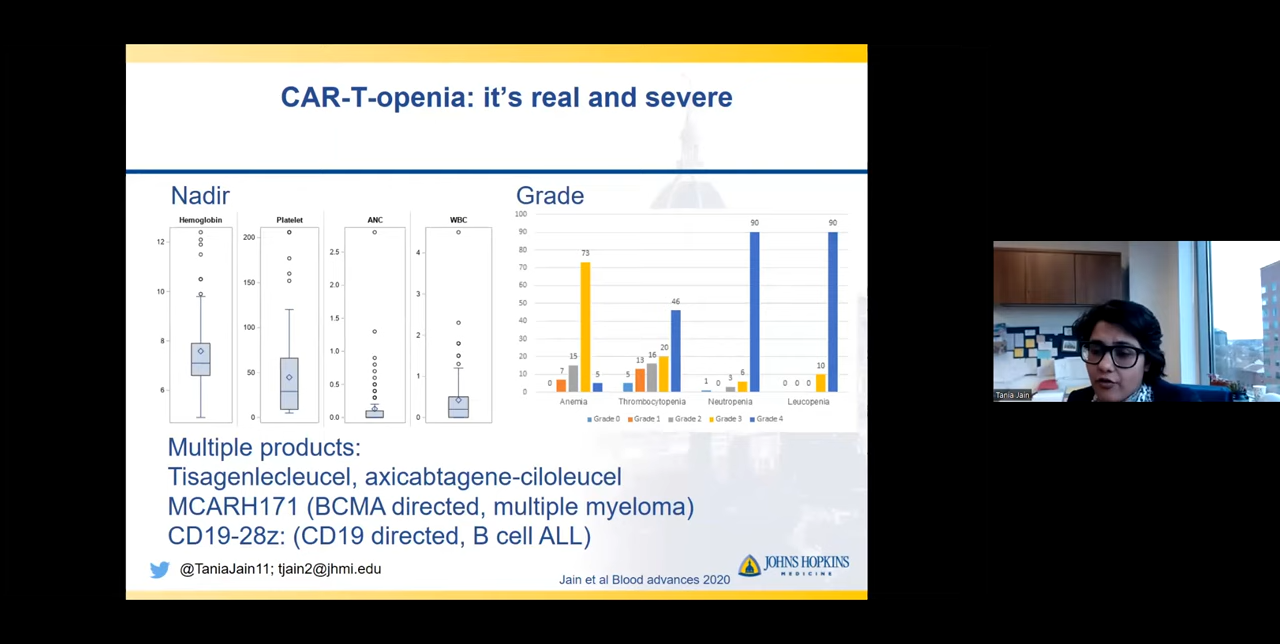 CAR-T-openia: it's real and severe
Nadir
Hemoglobin
12
10
8
6
Platelet
200
150
100
50
0
ANC
2.5
2.0
1.5
1.0
0.5
0.0
WBC
4
3
2
1
0
Grade
100
90
80
70
60
50
40
30
20
10
0
0 7 15 73 5
5 13 16 20 46
1 0 3 6 90
0 0 0 10 90
Anemia Thrombocytopenia Neutropenia Leucopenia
Grade 0 Grade 1 Grade 2 Grade 3 Grade 4
Multiple products:
Tisagenlecleucel, axicabtagene-ciloleucel
MCARH171 (BCMA directed, multiple myeloma)
CD19-28z: (CD19 directed, B cell ALL)
@TaniaJain11; tjain2@jhmi.edu
Jain et al Blood advances 2020
JOHNS HOPKINS
MEDICINE
Tania Jain